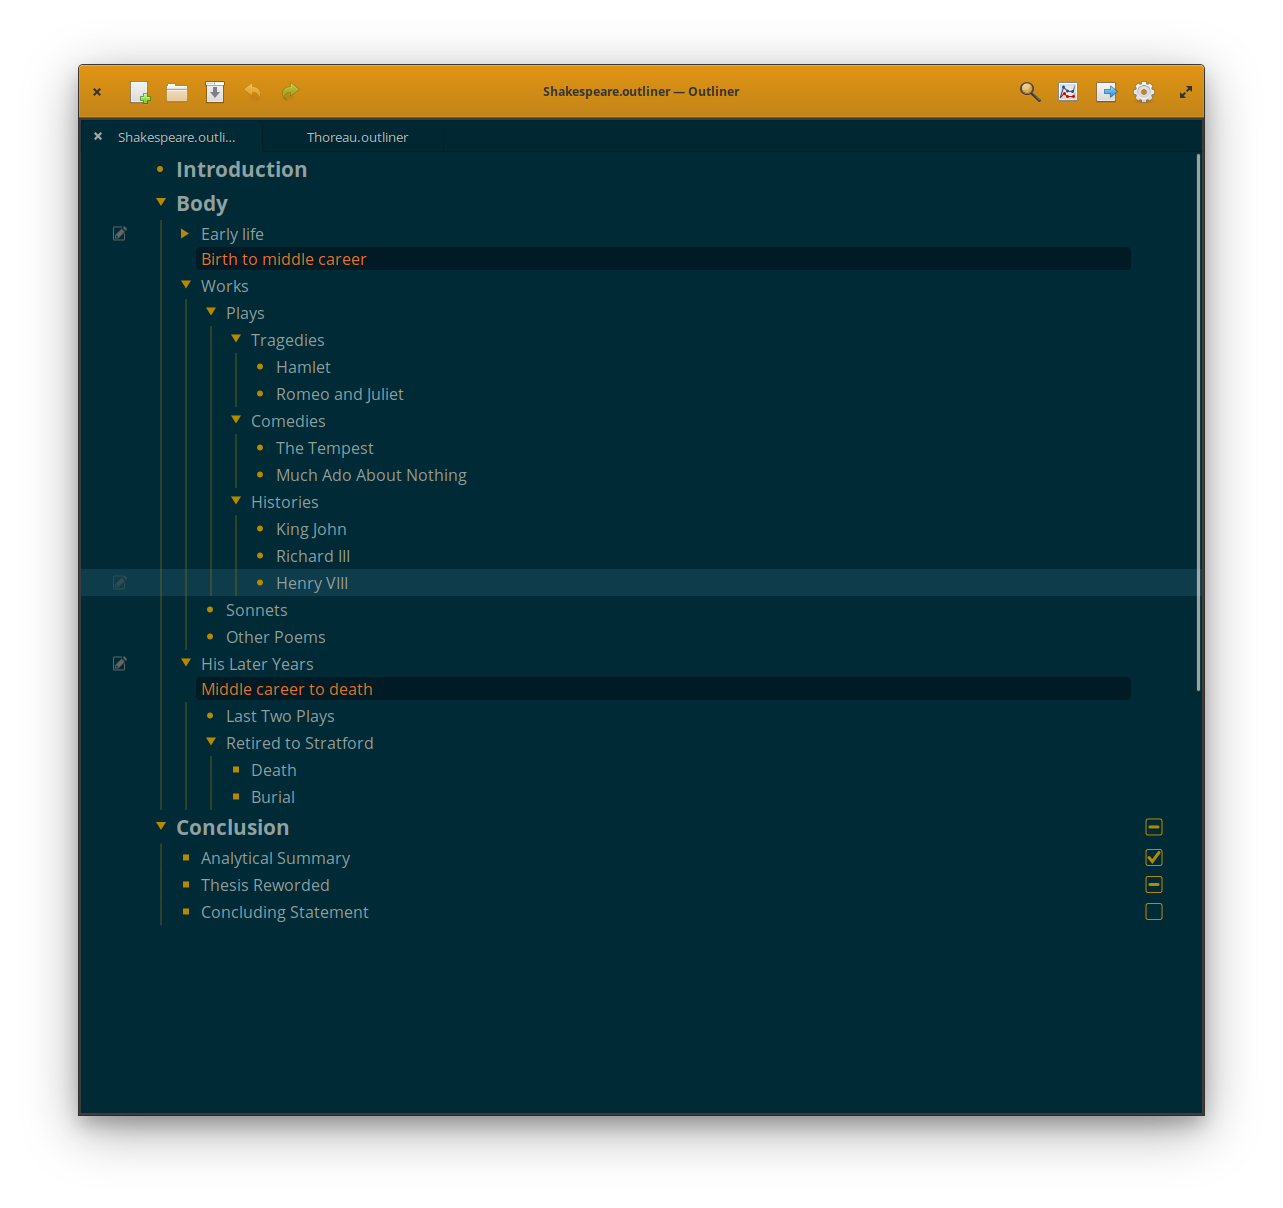 Shakespeare.outliner — Outliner
Shakespeare.outli...
Thoreau.outliner
Introduction
Body
Early life
Birth to middle career
Works
Plays
Tragedies
Hamlet
Romeo and Juliet
Comedies
The Tempest
Much Ado About Nothing
Histories
King John
Richard III
Henry VIII
Sonnets
Other Poems
His Later Years
Middle career to death
Last Two Plays
Retired to Stratford
Death
Burial
Conclusion
Analytical Summary
Thesis Reworded
Concluding Statement